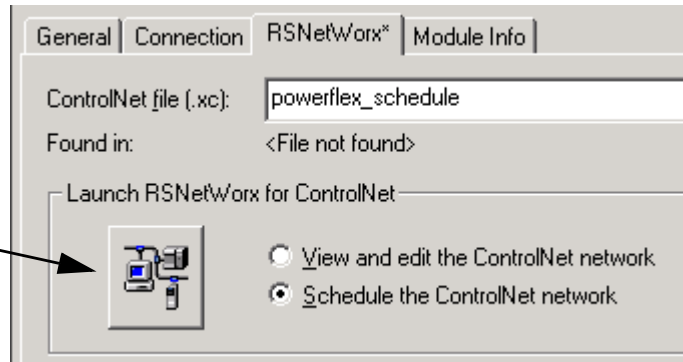 General Connection RSNetWorx* Module Info
ControlNet file (.xc): powerflex_schedule
Found in: <File not found>
Launch RSNetWorx for ControlNet
View and edit the ControlNet network
Schedule the ControlNet network